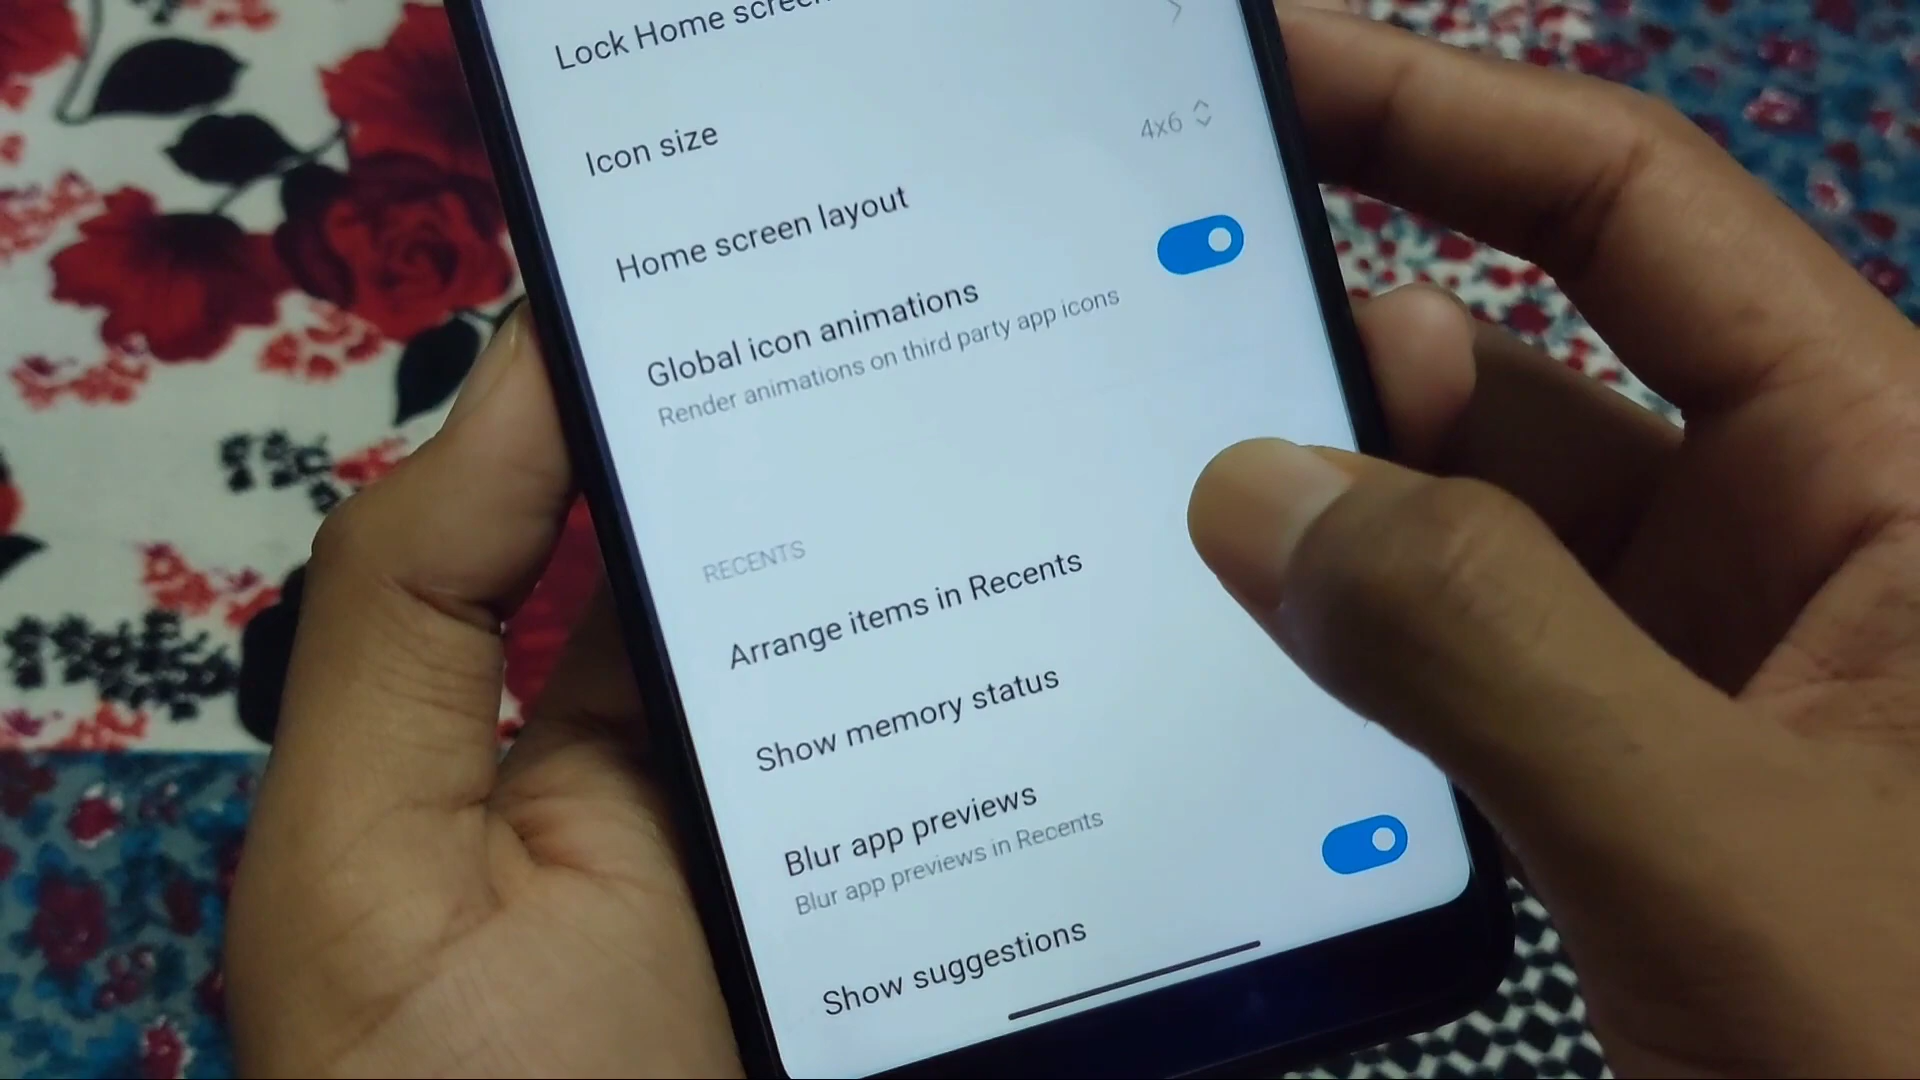 Lock Home screen
Icon size
4x6
Home screen layout
Global icon animations
Render animations on third party app icons
RECENTS
Arrange items in Recents
Show memory status
Blur app previews
Blur app previews in Recents
Show suggestions